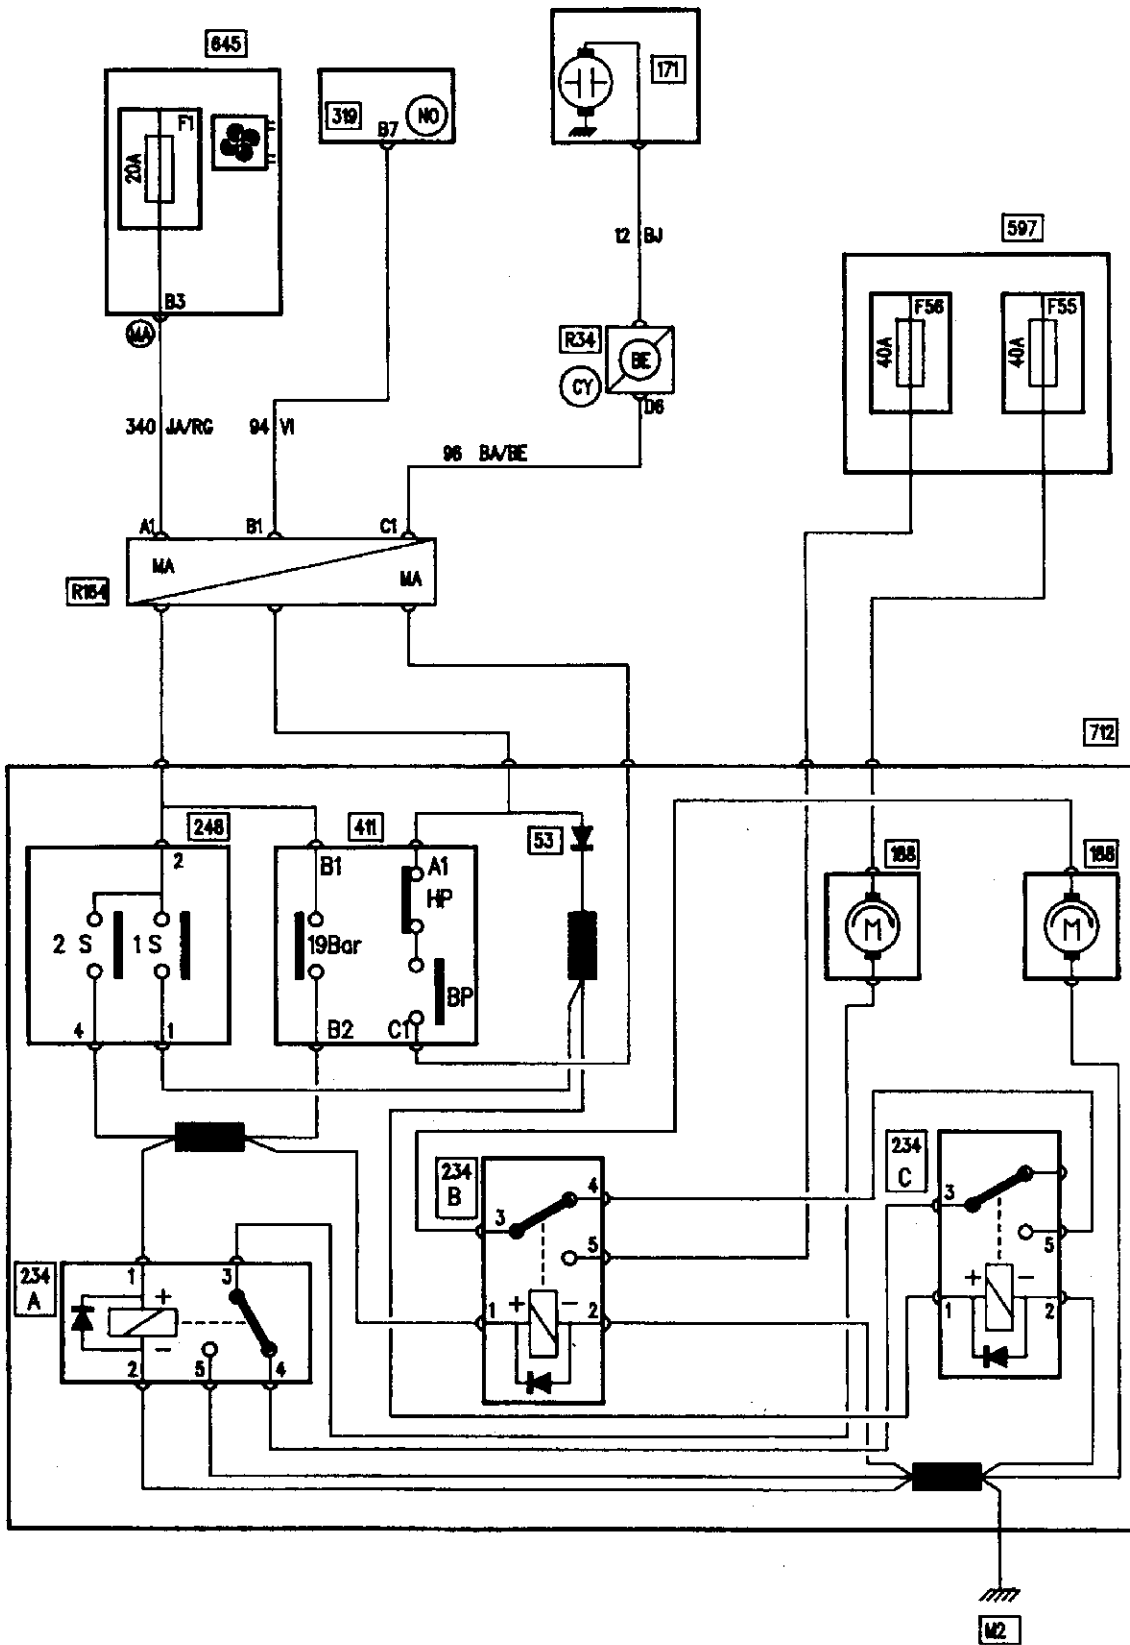 645
171
F1
20A
319
NO
B7
12 BJ
597
B3
MA
F56
40A
F55
40A
R34
BE
CY
D6
340 JA/RG
94 VI
96 BA/BE
A1
B1
C1
MA
MA
R164
712
248
411
53
188
188
2
B1
A1
HP
2 S
1 S
19Bar
M
M
BP
4
1
B2
C1
234
B
234
C
4
3
3
5
5
234
A
1
3
+
-
+
-
1
2
1
2
+
-
2
5
4
M2